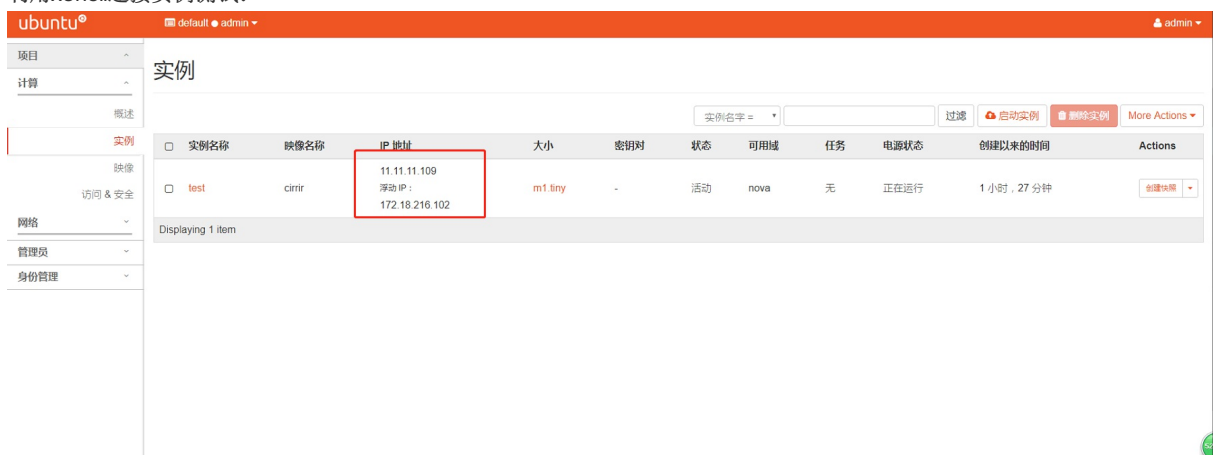 ubuntu®
default ● admin
admin
项目
计算
概述
实例
映像
访问 & 安全
网络
管理员
身份管理
实例
实例名字 =
过滤
启动实例
删除实例
More Actions
实例名称 映像名称 IP 地址 大小 密钥对 状态 可用域 任务 电源状态 创建以来的时间 Actions
test cirrir 11.11.11.109 m1.tiny - 活动 nova 无 正在运行 1 小时，27 分钟 创建快照
浮动 IP：
172.18.216.102
Displaying 1 item